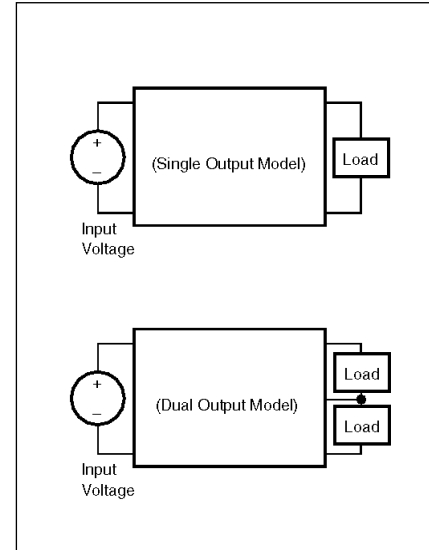 +
(Single Output Model)
Load
−
Input
Voltage
+
Load
(Dual Output Model)
−
Load
Input
Voltage